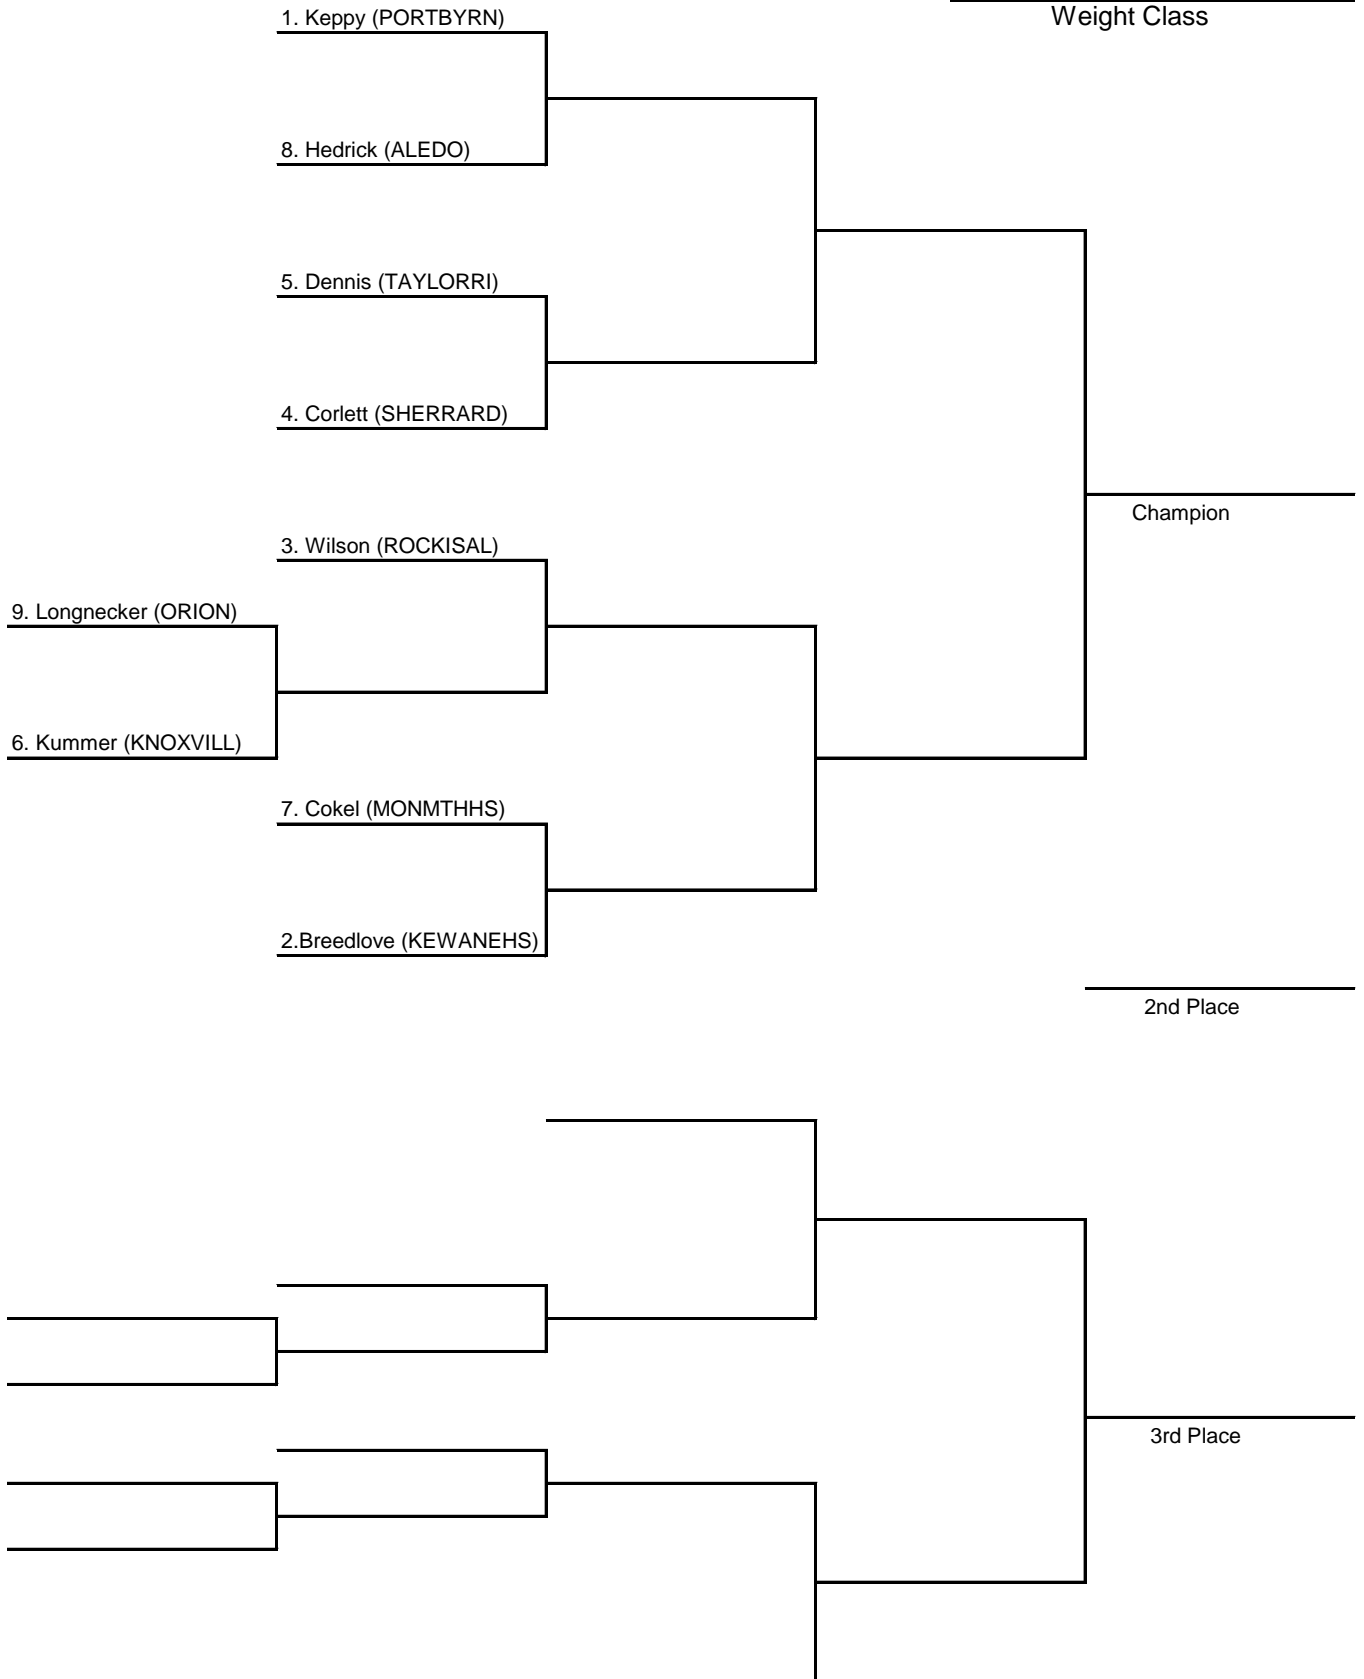 1. Keppy (PORTBYRN)
Weight Class
8. Hedrick (ALEDO)
5. Dennis (TAYLORRI)
4. Corlett (SHERRARD)
Champion
3. Wilson (ROCKISAL)
9. Longnecker (ORION)
6. Kummer (KNOXVILL)
7. Cokel (MONMTHHS)
2.Breedlove (KEWANEHS)
2nd Place
3rd Place